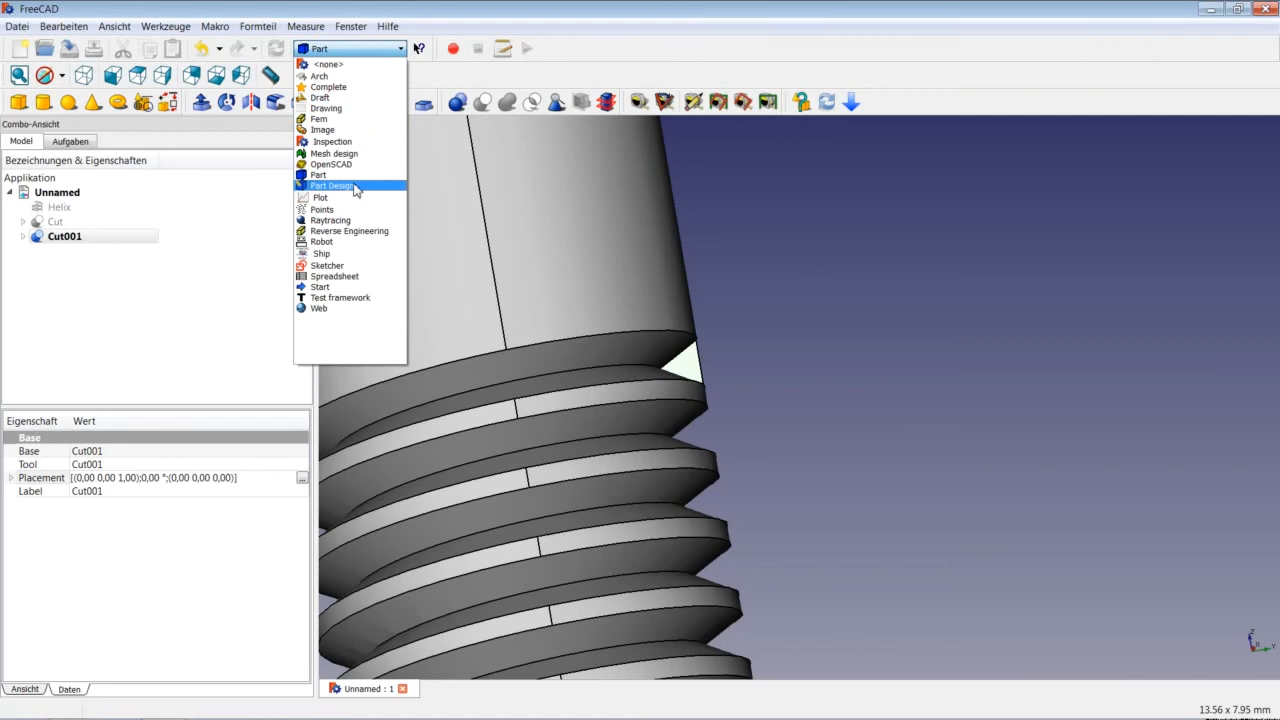 FreeCAD
Datei Bearbeiten Ansicht Werkzeuge Makro Formteil Measure Fenster Hilfe
Part
<none>
Arch
Complete
Draft
Drawing
Fem
Image
Inspection
Mesh design
OpenSCAD
Part
Part Design
Plot
Points
Raytracing
Reverse Engineering
Robot
Ship
Sketcher
Spreadsheet
Start
Test framework
Web
Combo-Ansicht
Model Aufgaben
Bezeichnungen & Eigenschaften
Applikation
Unnamed
Helix
Cut
Cut001
Eigenschaft Wert
Base
Base Cut001
Tool Cut001
Placement [(0,00 0,00 1,00);0,00 °;(0,00 0,00 0,00)] ...
Label Cut001
Ansicht Daten
Unnamed : 1
z
x
y
13.56 x 7.95 mm